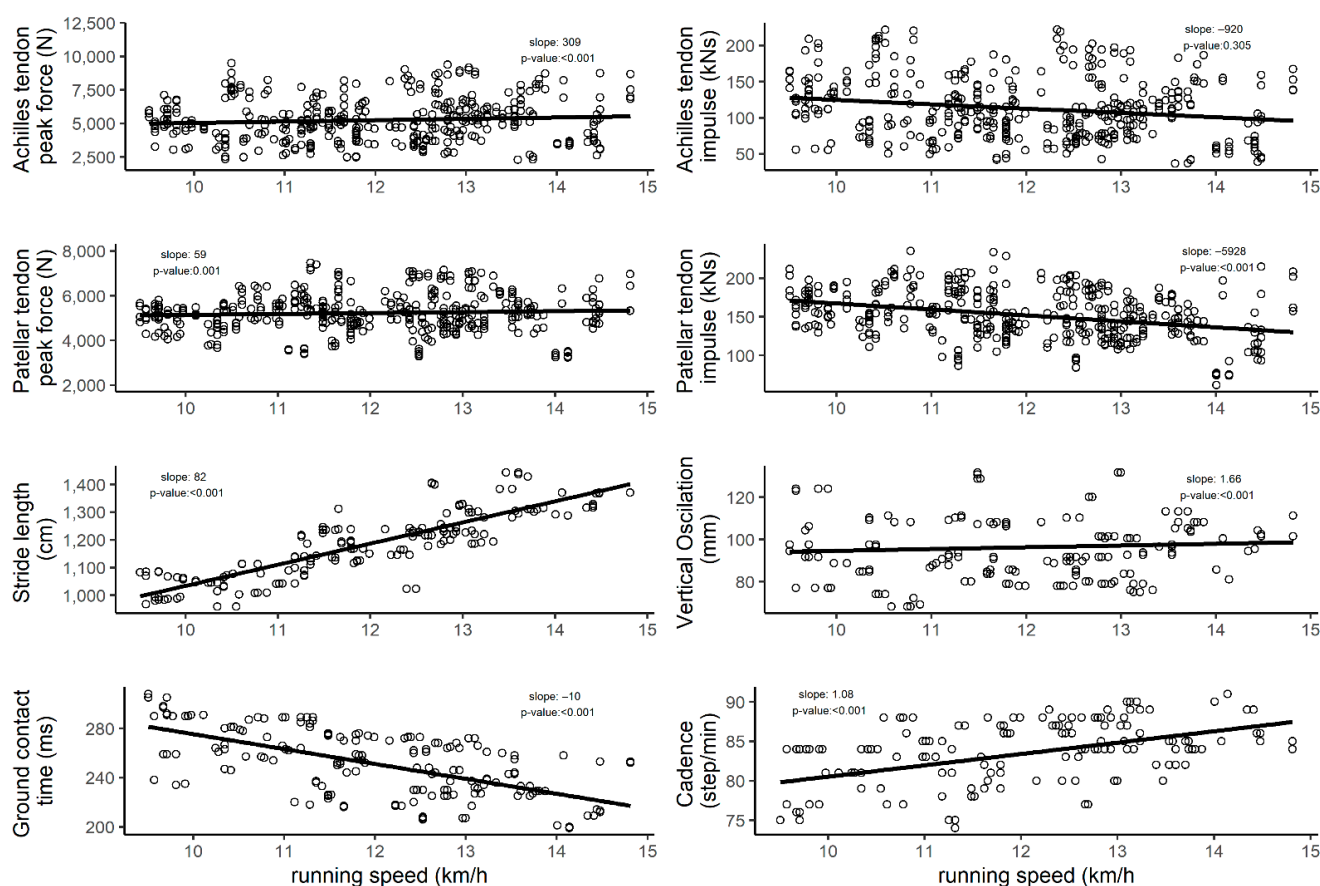 Achilles tendon
peak force (N)
12,500
10,000
7,500
5,000
2,500
slope: 309
p-value:<0.001
10 11 12 13 14 15
Achilles tendon
impulse (kNs)
200
150
100
50
slope: −920
p-value:0.305
10 11 12 13 14 15
Patellar tendon
peak force (N)
8,000
6,000
4,000
2,000
slope: 59
p-value:0.001
10 11 12 13 14 15
Patellar tendon
impulse (kNs)
200
150
100
slope: −5928
p-value:<0.001
10 11 12 13 14 15
Stride length
(cm)
1,400
1,300
1,200
1,100
1,000
slope: 82
p-value:<0.001
10 11 12 13 14 15
Vertical Oscilation
(mm)
120
100
80
slope: 1.66
p-value:<0.001
10 11 12 13 14 15
Ground contact
time (ms)
280
240
200
slope: −10
p-value:<0.001
10 11 12 13 14 15
running speed (km/h
Cadence
(step/min)
90
85
80
75
slope: 1.08
p-value:<0.001
10 11 12 13 14 15
running speed (km/h